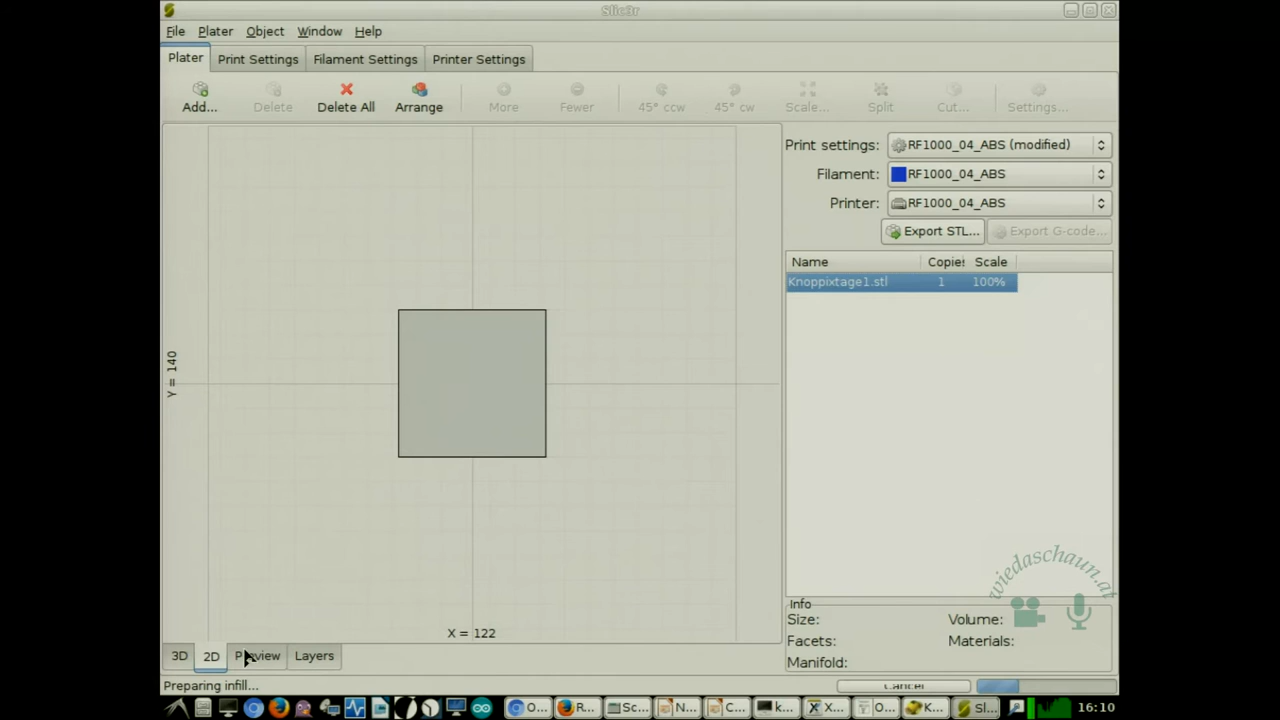 Slic3r
File Plater Object Window Help
Plater Print Settings Filament Settings Printer Settings
Add... Delete Delete All Arrange More Fewer 45° ccw 45° cw Scale... Split Cut... Settings...
Print settings: RF1000_04_ABS (modified)
Filament: RF1000_04_ABS
Printer: RF1000_04_ABS
Export STL... Export G-code...
Name Copie: Scale
Knoppixtage1.stl 1 100%
Y = 140
X = 122
wiedaschaun.at
Info
Size: Volume:
Facets: Materials:
Manifold:
3D 2D Preview Layers
Preparing infill... Cancel
O... R... Sc... N... C... k... X... O... K... Sl... 16:10